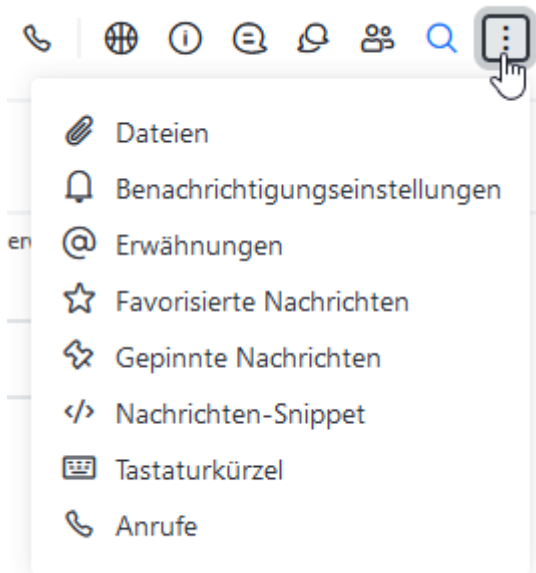 Dateien
Benachrichtigungseinstellungen
Erwähnungen
Favorisierte Nachrichten
Gepinnte Nachrichten
Nachrichten-Snippet
Tastaturkürzel
Anrufe